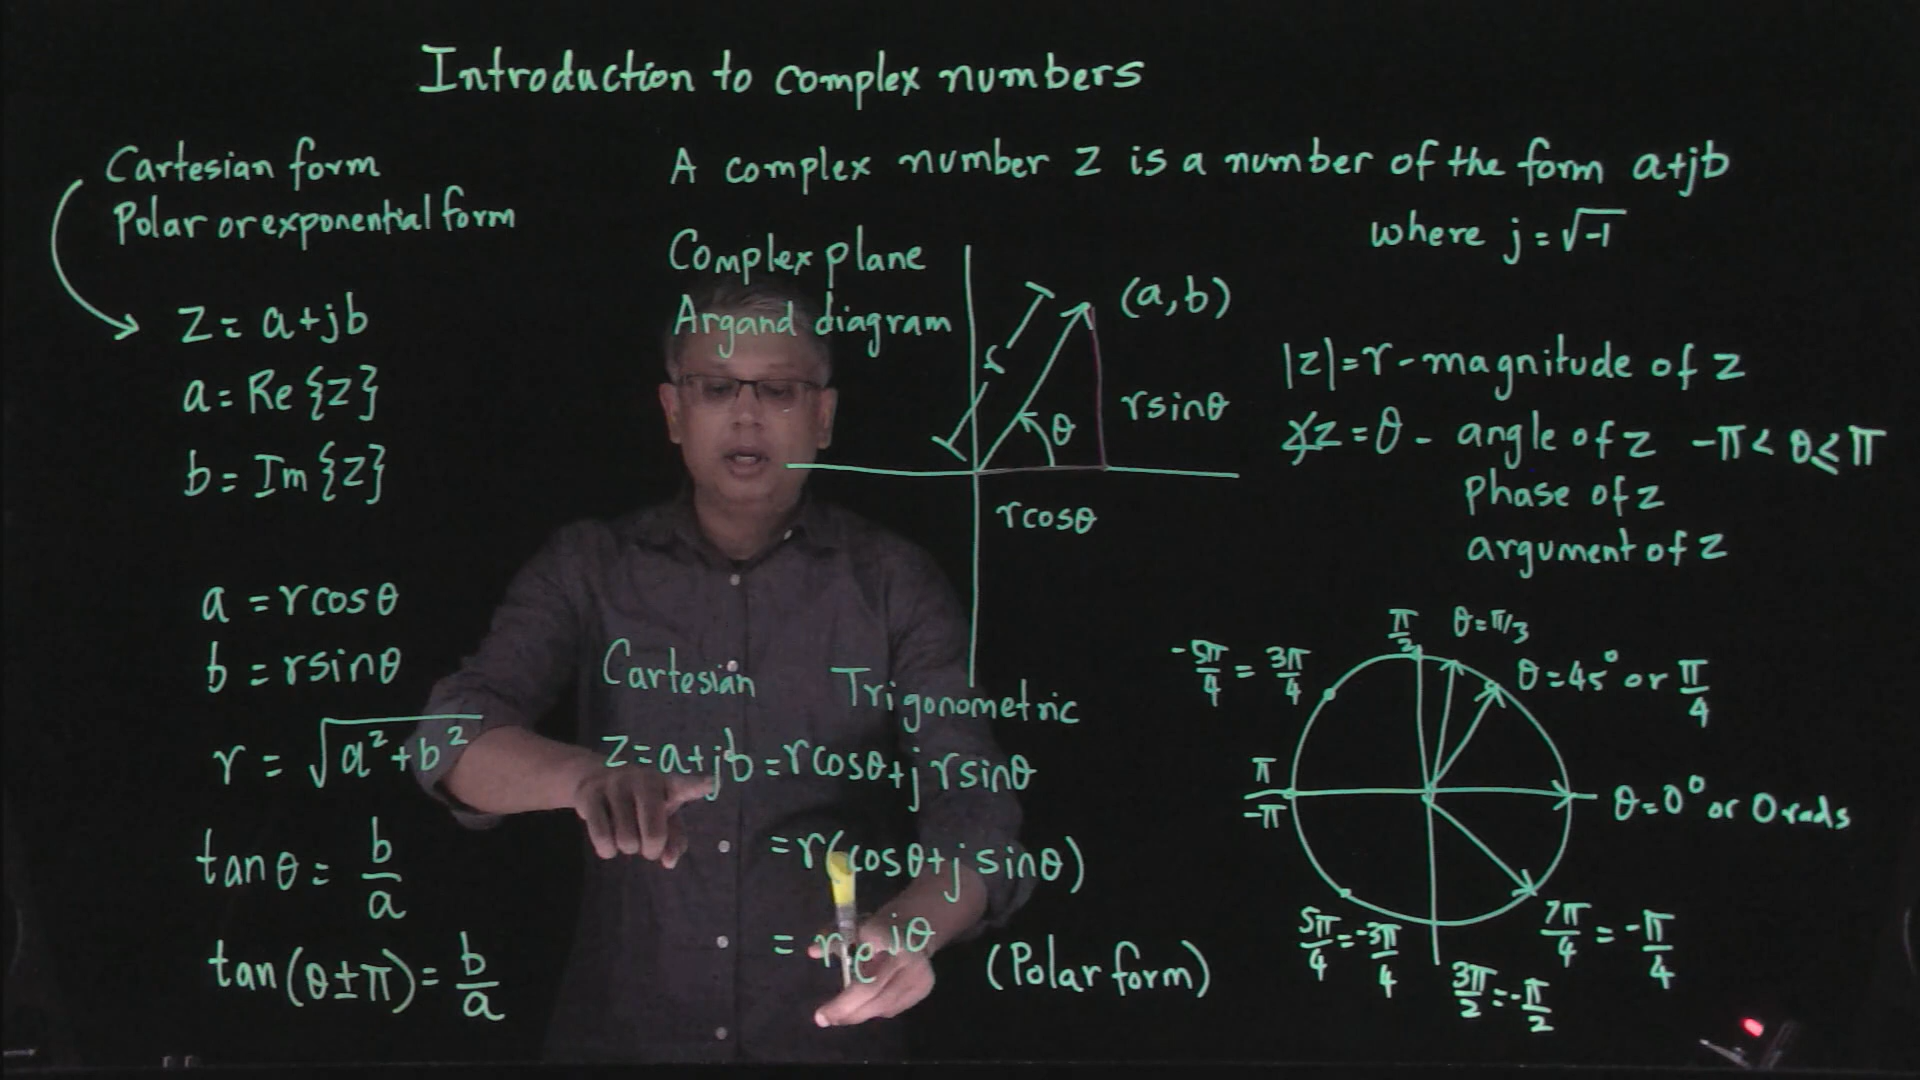 Introduction to complex numbers
Cartesian form
Polar or exponential form
A complex number z is a number of the form a+jb
where j = √-1
Complex plane
Argand diagram
(a,b)
r
θ
rsinθ
rcosθ
z = a+jb
a = Re{z}
b = Im{z}
|z| = r - magnitude of z
∡z = θ - angle of z -π < θ ≤ π
phase of z
argument of z
a = rcosθ
b = rsinθ
r = √a²+b²
tanθ = b/a
tan(θ±π) = b/a
Cartesian Trigonometric
z = a+jb = rcosθ+j rsinθ
= r(cosθ+j sinθ)
= re^jθ (Polar form)
π/2 θ=π/3
-5π/4 = 3π/4 θ=45° or π/4
π
-π
θ=0° or 0 rads
5π/4 = -3π/4
3π/2 = -π/2
7π/4 = -π/4